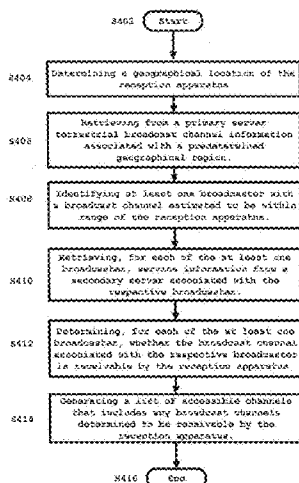 S402
Start
S404
Determining a geographical location of the
reception apparatus
S406
Retrieving from a primary server
terrestrial broadcast channel information
associated with a predetermined
geographical region.
S408
Identifying at least one broadcaster with
a broadcast channel estimated to be within
range of the reception apparatus.
S410
Retrieving, for each of the at least one
broadcaster, service information from a
secondary server associated with the
respective broadcaster.
S412
Determining, for each of the at least one
broadcaster, whether the broadcast channel
associated with the respective broadcaster
is receivable by the reception apparatus.
S414
Generating a list of accessible channels
that includes any broadcast channels
determined to be receivable by the
reception apparatus.
S416
End